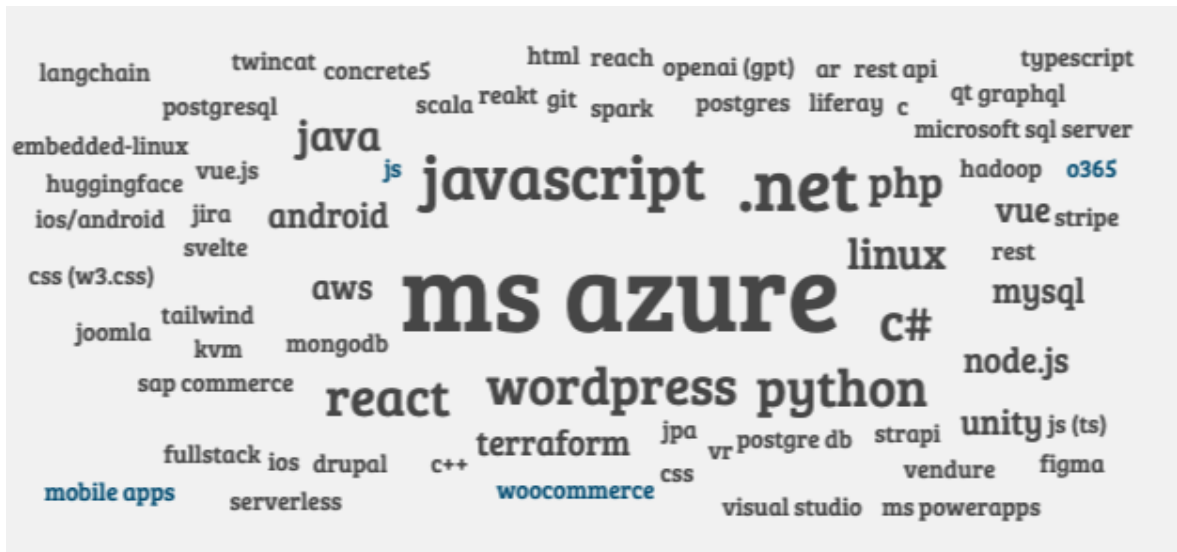 langchain
twincat
concrete5
html
reach
openai (gpt)
ar
rest api
typescript
postgresql
scala
reakt
git
spark
postgres
liferay
c
qt
graphql
embedded-linux
java
microsoft sql server
huggingface
vue.js
js
javascript
.net
php
hadoop
o365
ios/android
jira
android
vue
stripe
svelte
linux
rest
css (w3.css)
aws
ms azure
mysql
joomla
tailwind
c#
kvm
mongodb
node.js
sap commerce
react
wordpress
python
terraform
jpa
vr
postgre db
strapi
unity
js (ts)
fullstack
ios
drupal
c++
css
vendure
figma
mobile apps
serverless
woocommerce
visual studio
ms powerapps